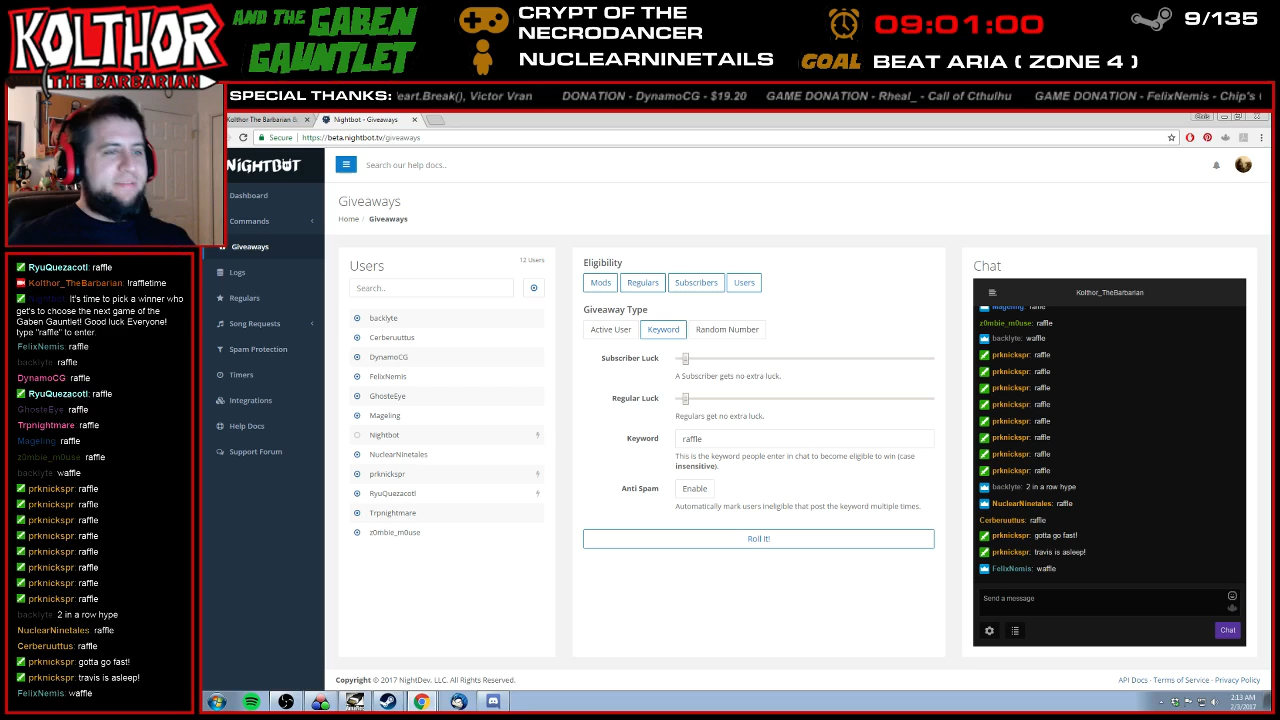 KOLTHOR
THE BARBARIAN
AND THE GABEN
GAUNTLET
CRYPT OF THE
NECRODANCER
NUCLEARNINETAILS
09:01:00
GOAL BEAT ARIA ( ZONE 4 )
9/135
SPECIAL THANKS:
eart.Break(), Victor Vran DONATION - DynamoCG - $19.20 GAME DONATION - Rheal_ - Call of Cthulhu GAME DONATION - FelixNemis - Chip's
Kolthor The Barbarian B
Nightbot - Giveaways
Secure https://beta.nightbot.tv/giveaways
NIGHTBOT
Search our help docs..
Dashboard
Commands
Giveaways
Logs
Regulars
Song Requests
Spam Protection
Timers
Integrations
Help Docs
Support Forum
Giveaways
Home / Giveaways
Users
12 Users
Search..
backlyte
Cerberuuttus
DynamoCG
FelixNemis
GhosteEye
Mageling
Nightbot
NuclearNinetales
prknickspr
RyuQuezacotl
Trpnightmare
z0mbie_m0use
Eligibility
Mods Regulars Subscribers Users
Giveaway Type
Active User Keyword Random Number
Subscriber Luck
A Subscriber gets no extra luck.
Regular Luck
Regulars get no extra luck.
Keyword raffle
This is the keyword people enter in chat to become eligible to win (case
insensitive).
Anti Spam Enable
Automatically mark users ineligible that post the keyword multiple times.
Roll It!
Chat
Kolthor_TheBarbarian
Mageling: raffle
z0mbie_m0use: raffle
backlyte: waffle
prknickspr: raffle
prknickspr: raffle
prknickspr: raffle
prknickspr: raffle
prknickspr: raffle
prknickspr: raffle
prknickspr: raffle
prknickspr: raffle
backlyte: 2 in a row hype
NuclearNinetales: raffle
Cerberuuttus: raffle
prknickspr: gotta go fast!
prknickspr: travis is asleep!
FelixNemis: waffle
Send a message
Chat
RyuQuezacotl: raffle
Kolthor_TheBarbarian: !raffletime
Nightbot: It's time to pick a winner who
get's to choose the next game of the
Gaben Gauntlet! Good luck Everyone!
type "raffle" to enter.
FelixNemis: raffle
backlyte: raffle
DynamoCG: raffle
RyuQuezacotl: raffle
GhosteEye: raffle
Trpnightmare: raffle
Mageling: raffle
z0mbie_m0use: raffle
backlyte: waffle
prknickspr: raffle
prknickspr: raffle
prknickspr: raffle
prknickspr: raffle
prknickspr: raffle
prknickspr: raffle
prknickspr: raffle
prknickspr: raffle
backlyte: 2 in a row hype
NuclearNinetales: raffle
Cerberuuttus: raffle
prknickspr: gotta go fast!
prknickspr: travis is asleep!
FelixNemis: waffle
Copyright © 2017 NightDev, LLC. All Rights Reserved.
API Docs - Terms of Service - Privacy Policy
2:13 AM
2/3/2017